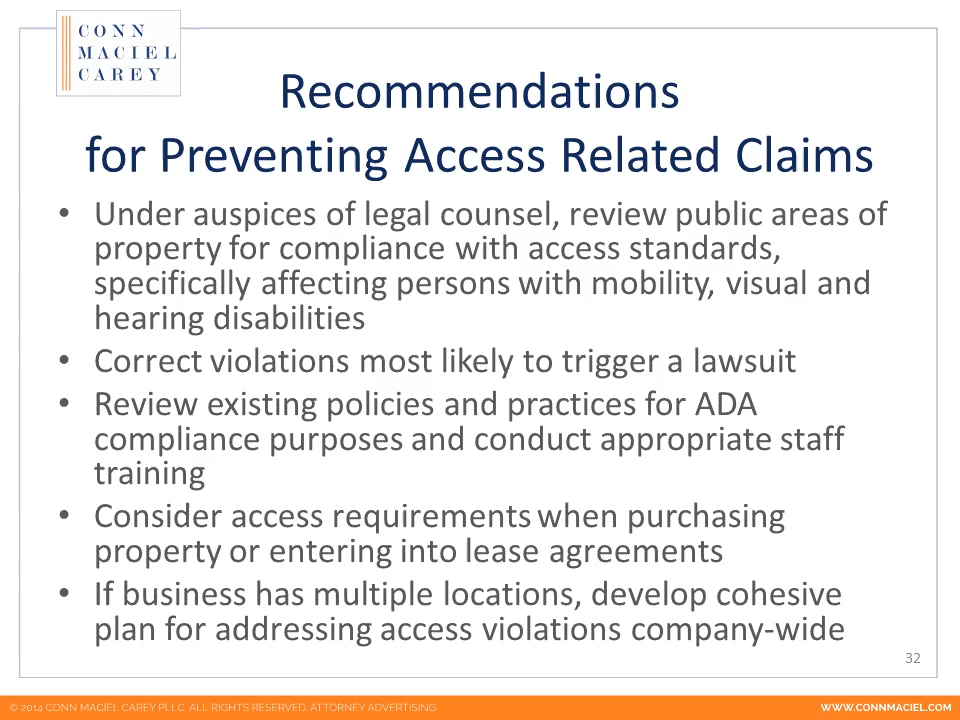 CONN
MACIEL
CAREY
Recommendations
for Preventing Access Related Claims
• Under auspices of legal counsel, review public areas of
property for compliance with access standards,
specifically affecting persons with mobility, visual and
hearing disabilities
• Correct violations most likely to trigger a lawsuit
• Review existing policies and practices for ADA
compliance purposes and conduct appropriate staff
training
• Consider access requirements when purchasing
property or entering into lease agreements
• If business has multiple locations, develop cohesive
plan for addressing access violations company-wide
32
© 2014 CONN MACIEL CAREY PLLC. ALL RIGHTS RESERVED. ATTORNEY ADVERTISING. WWW.CONNMACIEL.COM